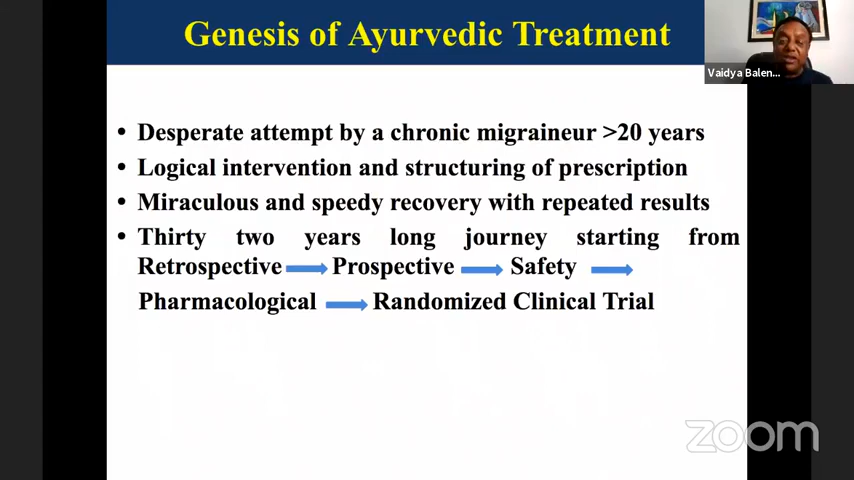 Genesis of Ayurvedic Treatment
Vaidya Balen...
• Desperate attempt by a chronic migraineur >20 years
• Logical intervention and structuring of prescription
• Miraculous and speedy recovery with repeated results
• Thirty two years long journey starting from
Retrospective Prospective Safety
Pharmacological Randomized Clinical Trial
zoom